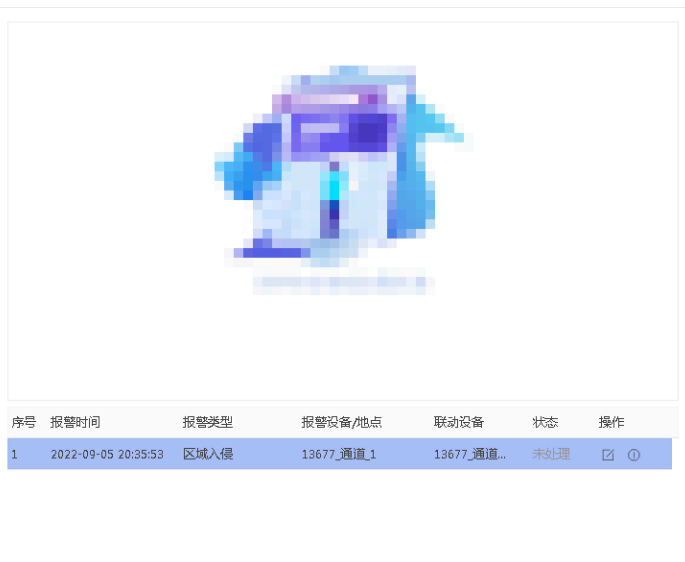 序号 报警时间 报警类型 报警设备/地点 联动设备 状态 操作
1 2022-09-05 20:35:53 区域入侵 13677_通道_1 13677_通道... 未处理